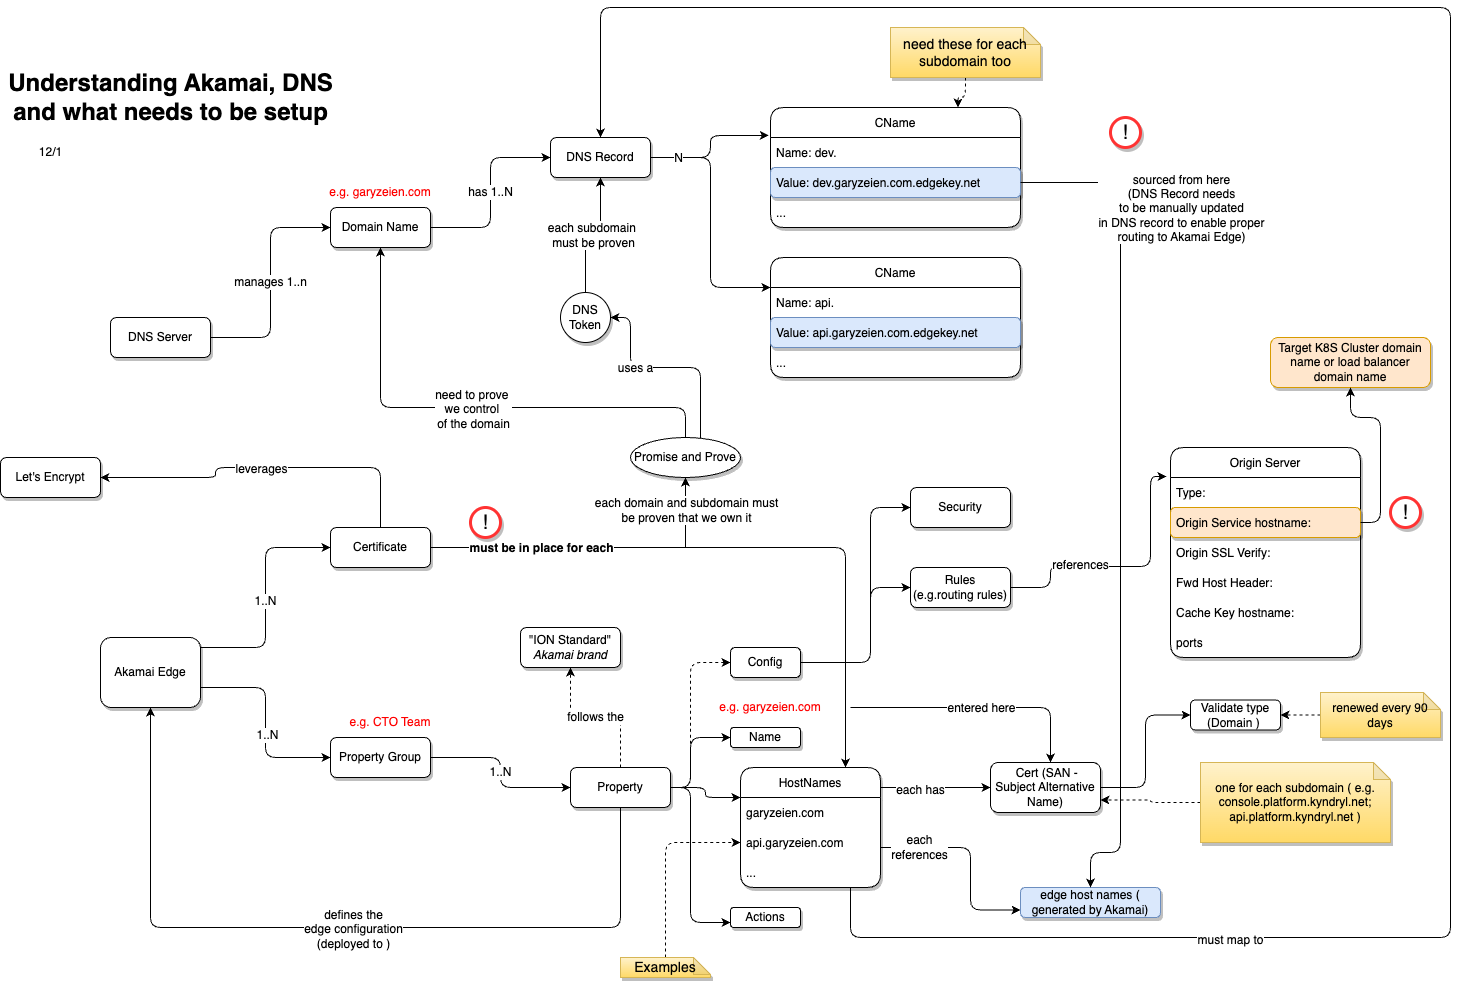 need these for each
subdomain too
Understanding Akamai, DNS
and what needs to be setup
12/1
CName
Name: dev.
Value: dev.garyzeien.com.edgekey.net
...
DNS Record
N
sourced from here
(DNS Record needs
to be manually updated
in DNS record to enable proper
routing to Akamai Edge)
!
e.g. garyzeien.com
has 1..N
Domain Name
each subdomain
must be proven
manages 1..n
CName
Name: api.
Value: api.garyzeien.com.edgekey.net
...
DNS
Token
DNS Server
uses a
Target K8S Cluster domain
name or load balancer
domain name
need to prove
we control
of the domain
Promise and Prove
Let's Encrypt
leverages
each domain and subdomain must
be proven that we own it
Origin Server
Type:
Origin Service hostname:
Origin SSL Verify:
Fwd Host Header:
Cache Key hostname:
ports
!
Security
!
Certificate
must be in place for each
references
Rules
(e.g.routing rules)
1..N
"ION Standard"
Akamai brand
Config
Akamai Edge
e.g. garyzeien.com
entered here
Validate type
(Domain )
renewed every 90
days
follows the
e.g. CTO Team
1..N
Name
Property Group
1..N
Property
HostNames
garyzeien.com
api.garyzeien.com
...
each has
Cert (SAN -
Subject Alternative
Name)
one for each subdomain ( e.g.
console.platform.kyndryl.net;
api.platform.kyndryl.net )
each
references
edge host names (
generated by Akamai)
Actions
defines the
edge configuration
(deployed to )
must map to
Examples